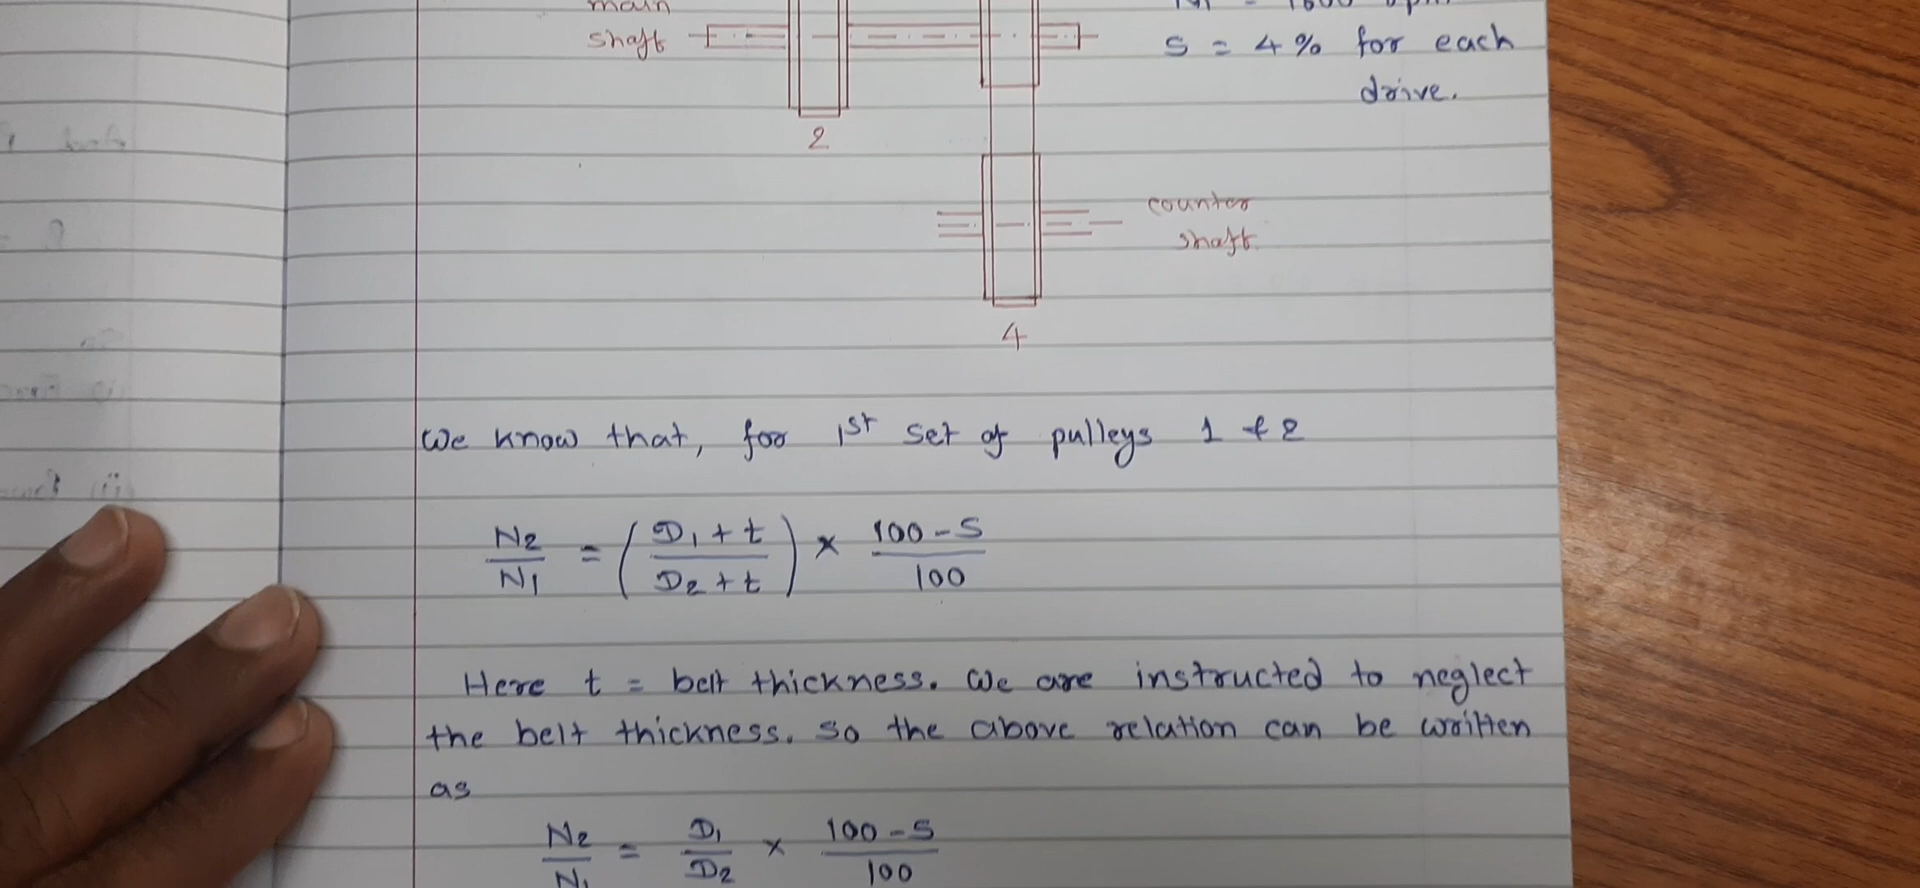 main
shaft
S = 4% for each
drive.
2
counter
shaft
4
We know that, for 1st set of pulleys 1 & 2
N2/N1 = (D1 + t / D2 + t) × 100 - S / 100
Here t = belt thickness. We are instructed to neglect
the belt thickness. So the above relation can be written
as
N2/N1 = D1/D2 × 100 - S / 100